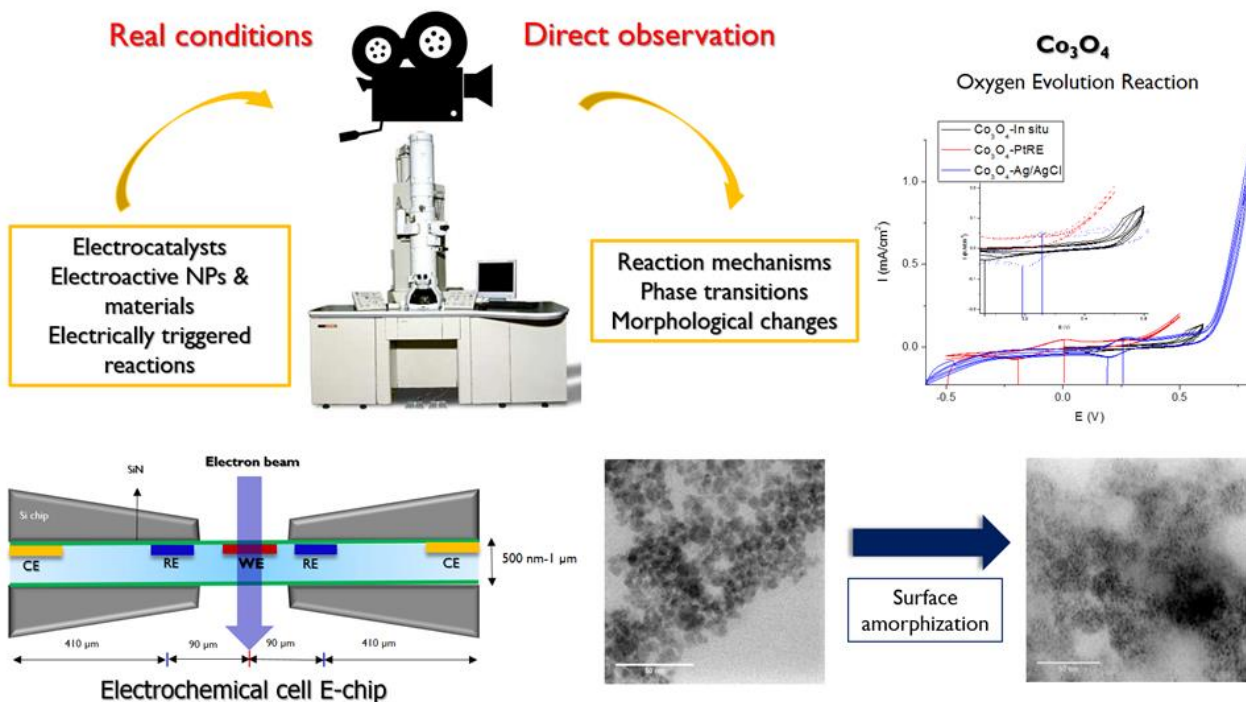 Real conditions
Direct observation
Co₃O₄
Oxygen Evolution Reaction
Electrocatalysts
Electroactive NPs &
materials
Electrically triggered
reactions
Reaction mechanisms
Phase transitions
Morphological changes
Co₃O₄-In situ
Co₃O₄-PtRE
Co₃O₄-Ag/AgCl
I (mA/cm²)
1.0
0.5
0.0
-0.5
0.0
0.5
E (V)
E (V)
Electron beam
SiN
Si chip
CE
RE
WE
RE
CE
500 nm-1 µm
410 µm
90 µm
90 µm
410 µm
Electrochemical cell E-chip
Surface
amorphization
50 nm